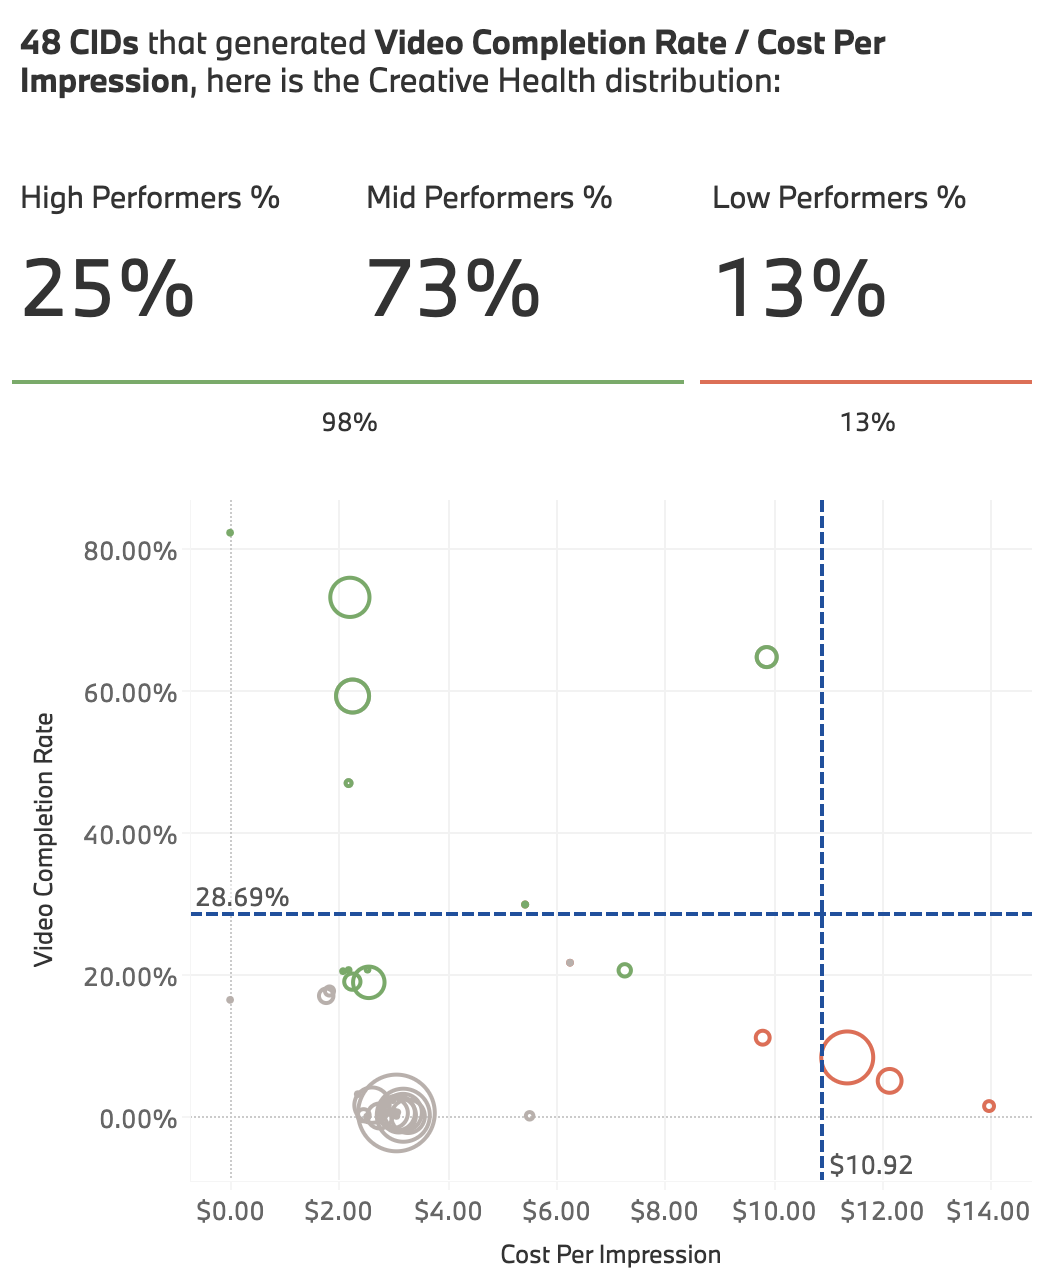 48 CIDs that generated Video Completion Rate / Cost Per
Impression, here is the Creative Health distribution:
High Performers %
Mid Performers %
Low Performers %
25%
73%
13%
98%
13%
Video Completion Rate
80.00%
60.00%
40.00%
28.69%
20.00%
0.00%
$10.92
$0.00
$2.00
$4.00
$6.00
$8.00
$10.00
$12.00
$14.00
Cost Per Impression